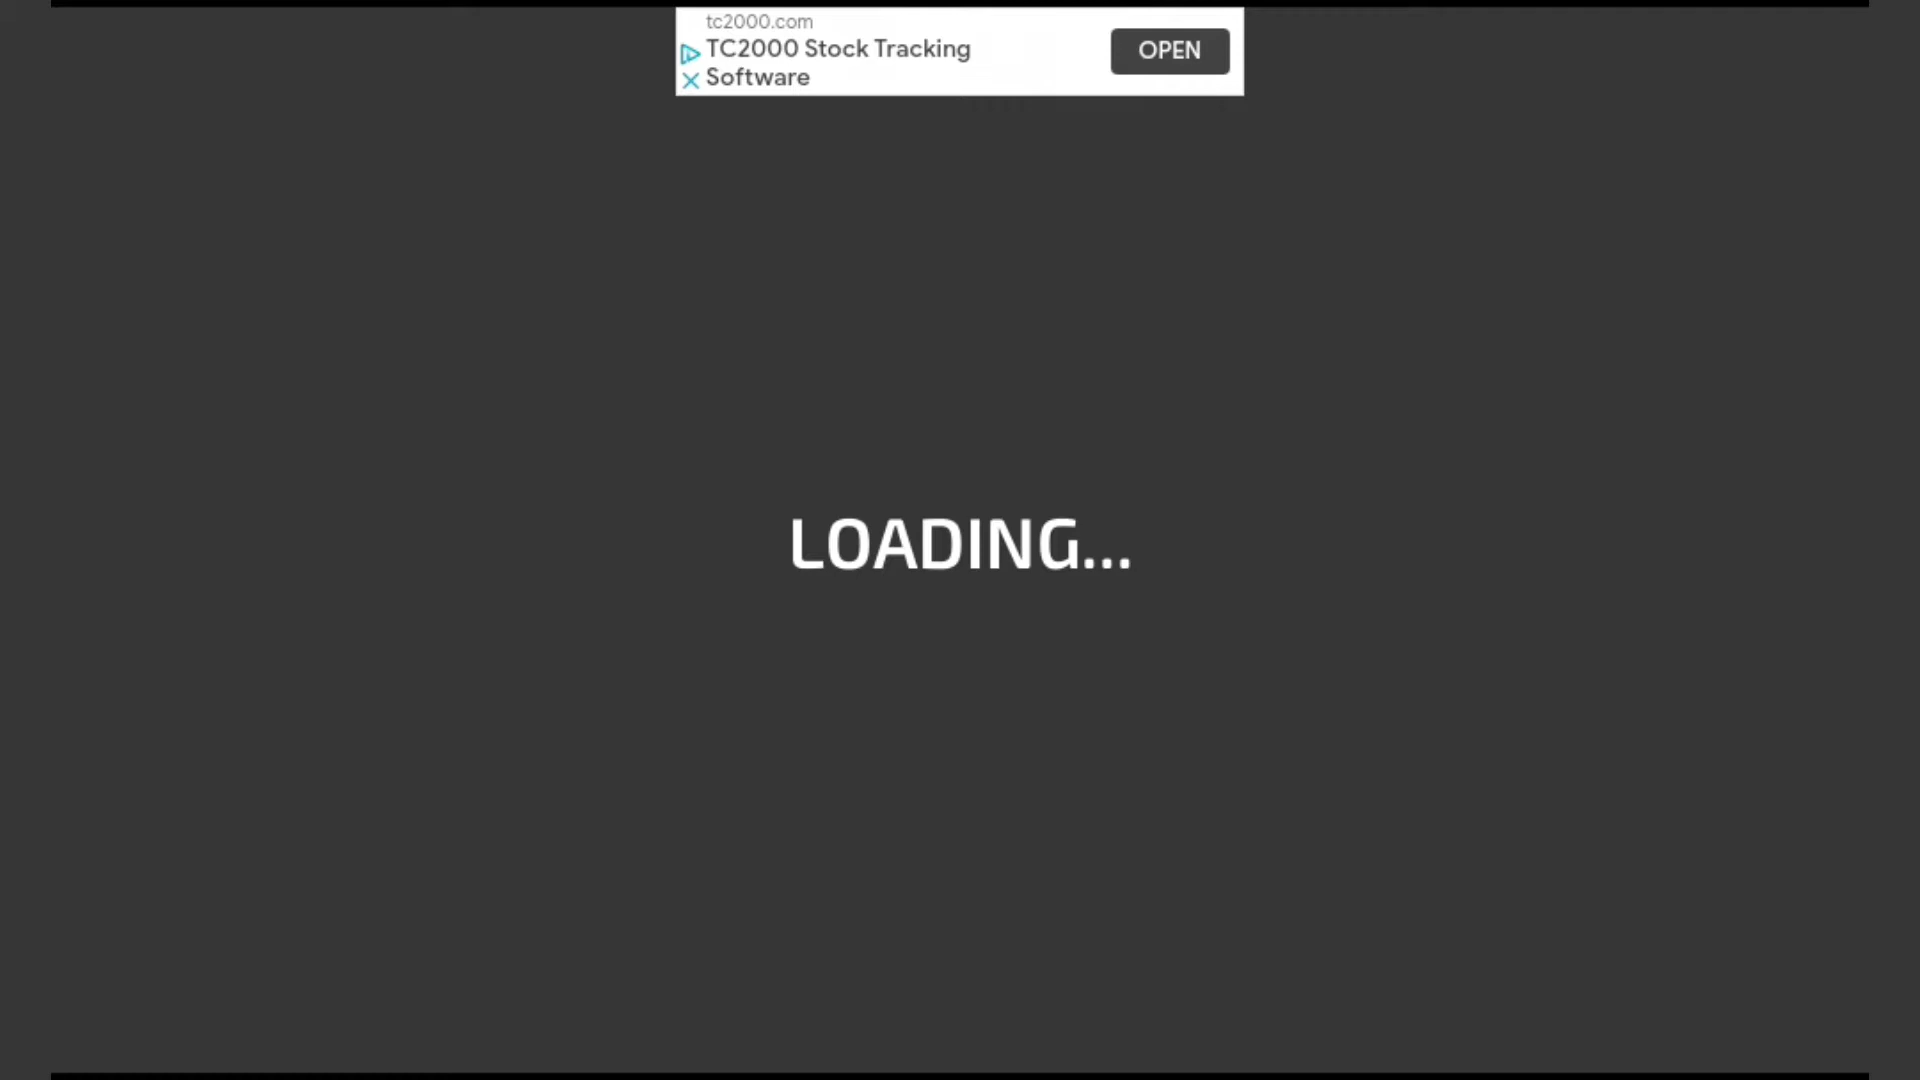 tc2000.com
TC2000 Stock Tracking
Software
OPEN
LOADING...